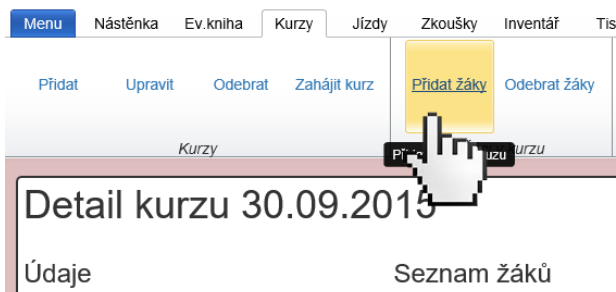 Menu Nástěnka Ev.kniha Kurzy Jízdy Zkoušky Inventář
Přidat Upravit Odebrat Zahájit kurz Přidat žáky Odebrat žáky
Kurzy kurzu
Detail kurzu 30.09.2015
Údaje Seznam žáků